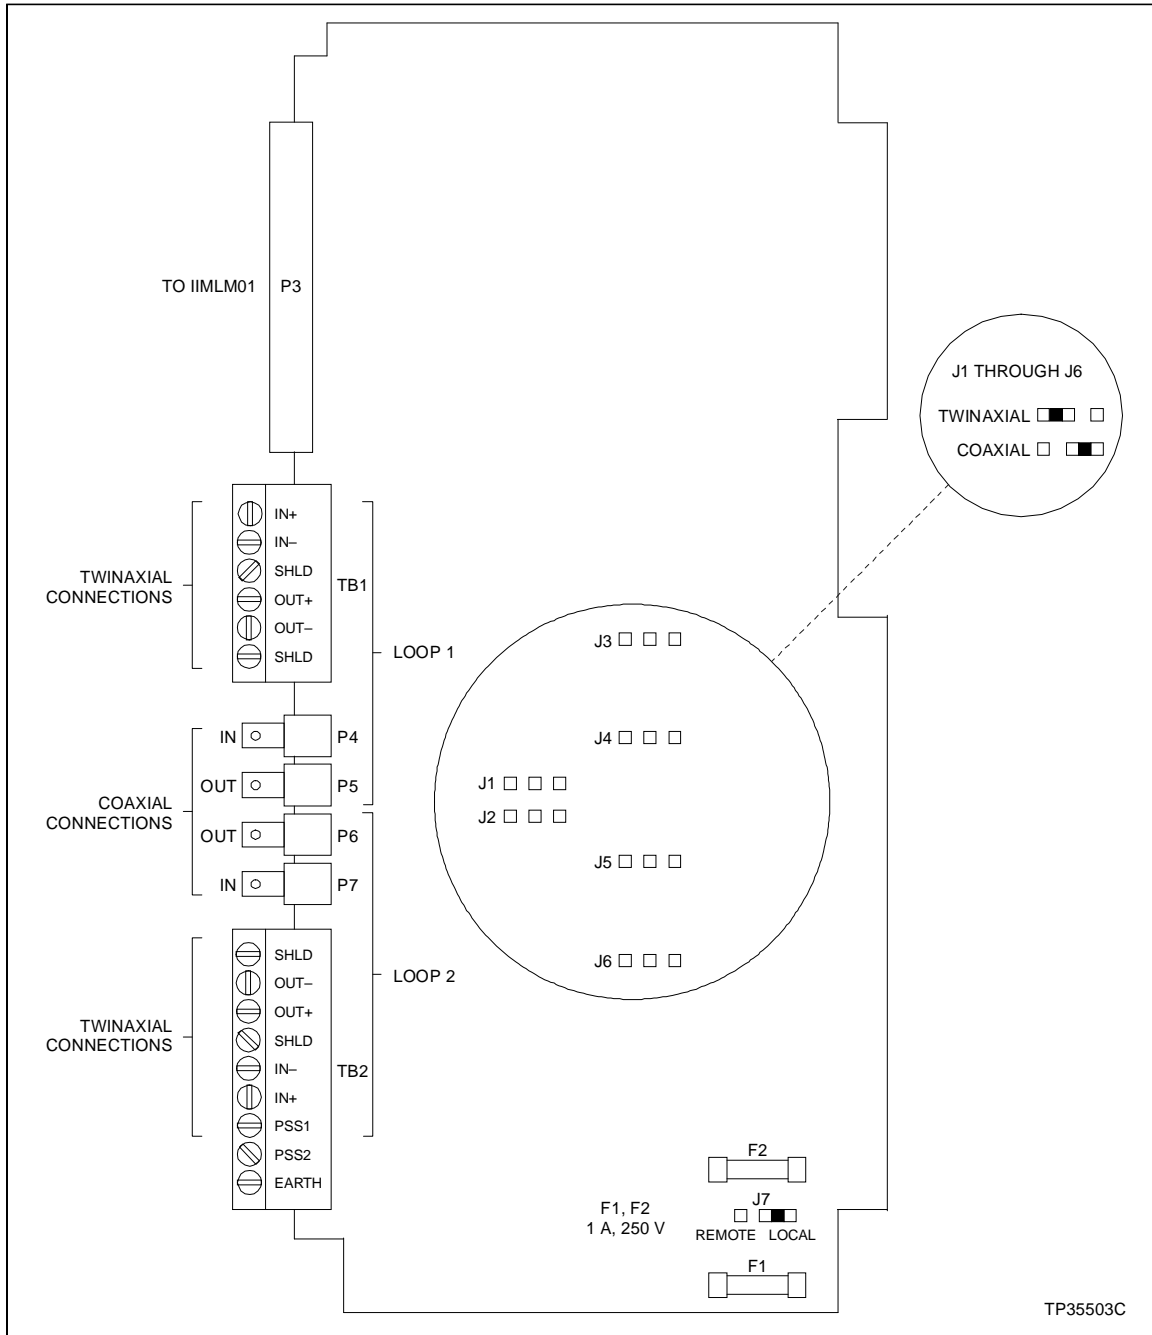 TO IIMLM01
P3
J1 THROUGH J6
TWINAXIAL
COAXIAL
IN+
IN–
SHLD
OUT+
OUT–
SHLD
TB1
TWINAXIAL
CONNECTIONS
LOOP 1
IN
P4
OUT
P5
COAXIAL
CONNECTIONS
OUT
P6
IN
P7
J3
J4
J1
J2
J5
J6
LOOP 2
SHLD
OUT–
OUT+
SHLD
IN–
IN+
PSS1
PSS2
EARTH
TB2
TWINAXIAL
CONNECTIONS
F2
F1, F2
1 A, 250 V
J7
REMOTE
LOCAL
F1
TP35503C